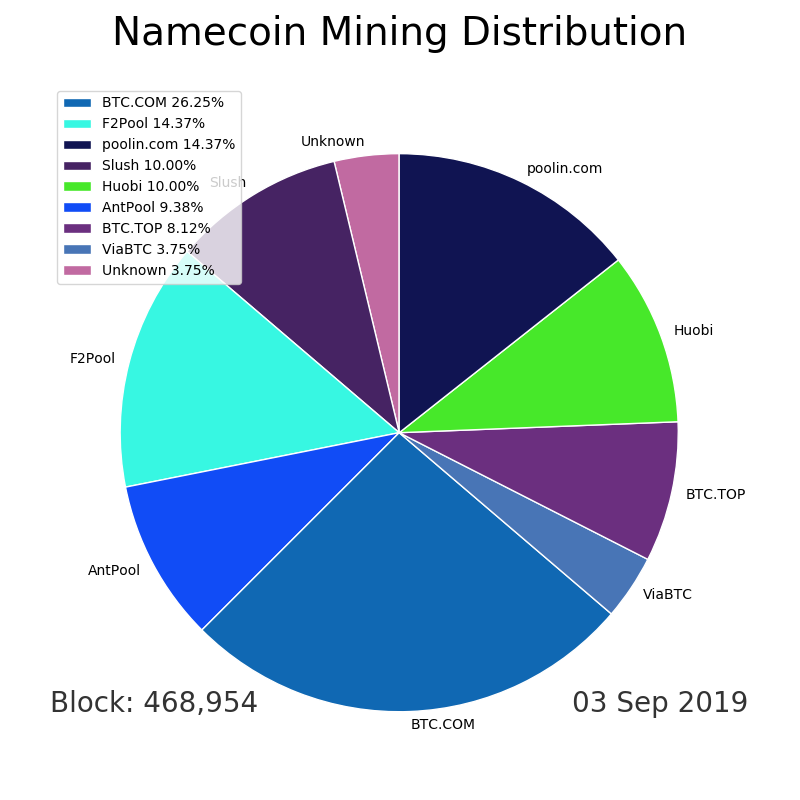 Namecoin Mining Distribution
BTC.COM 26.25%
F2Pool 14.37%
poolin.com 14.37%
Slush 10.00%
Huobi 10.00%
AntPool 9.38%
BTC.TOP 8.12%
ViaBTC 3.75%
Unknown 3.75%
Unknown
poolin.com
Slush
Huobi
F2Pool
BTC.TOP
AntPool
ViaBTC
Block: 468,954
03 Sep 2019
BTC.COM